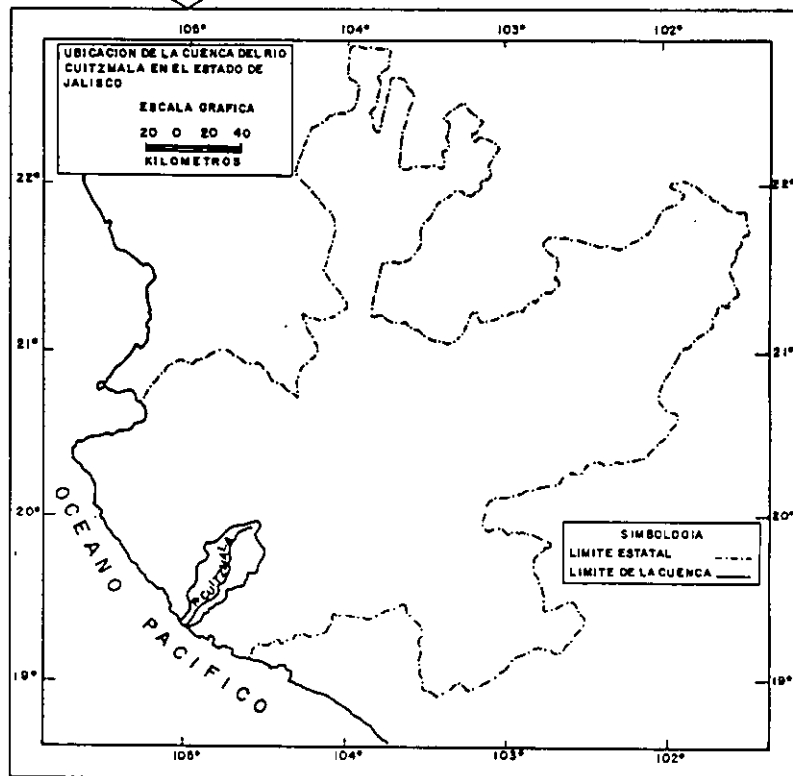 105° 104° 103° 102°
UBICACION DE LA CUENCA DEL RIO
CUITZMALA EN EL ESTADO DE
JALISCO
ESCALA GRAFICA
20 0 20 40
KILOMETROS
22° 22°
21° 21°
20° 20°
OCEANO PACIFICO
R CUITZMALA
SIMBOLOGIA
LIMITE ESTATAL
LIMITE DE LA CUENCA
19° 19°
105° 104° 103° 102°